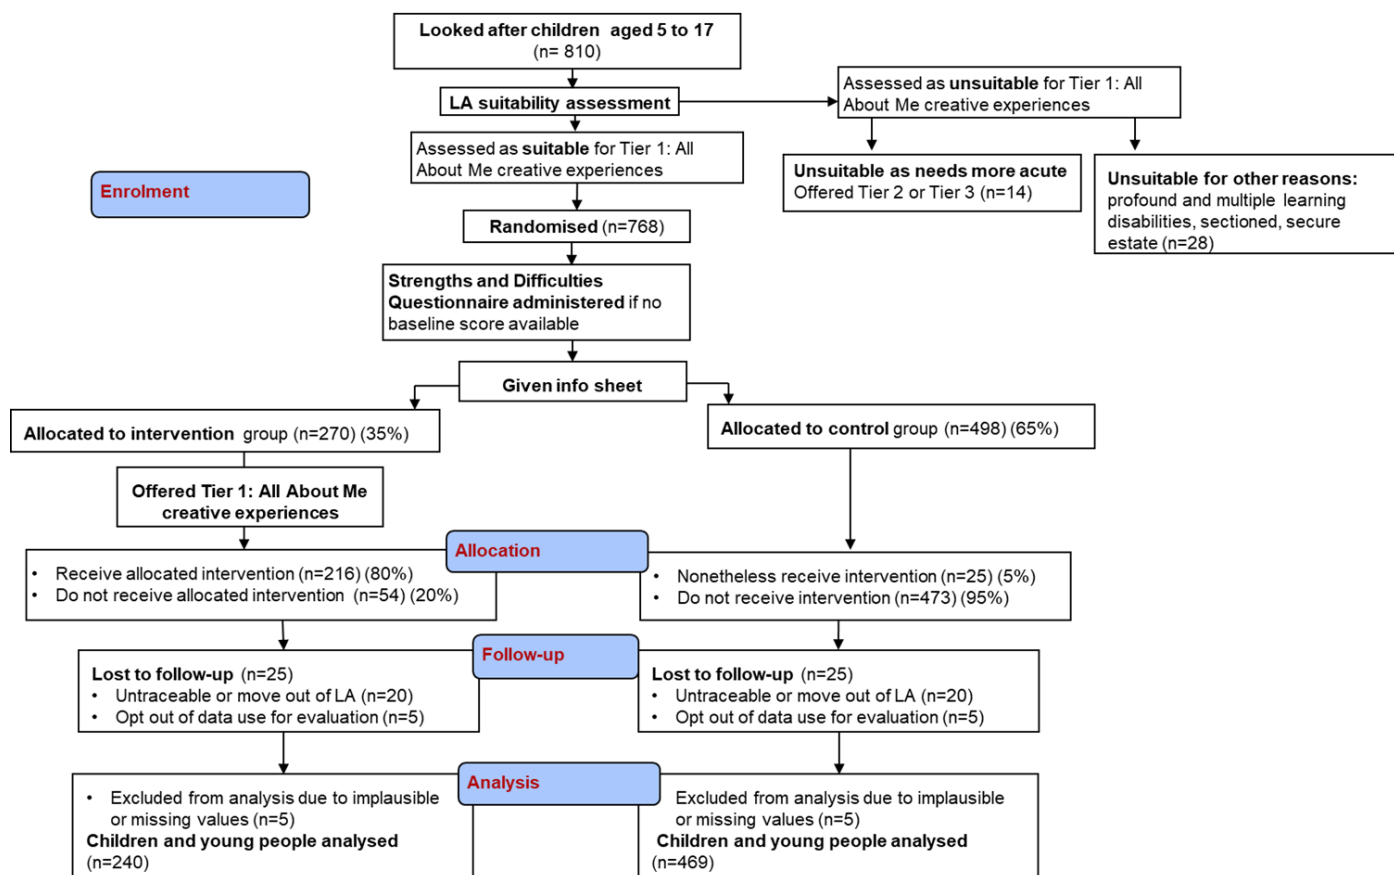 Looked after children aged 5 to 17
(n= 810)
LA suitability assessment
Assessed as unsuitable for Tier 1: All
About Me creative experiences
Assessed as suitable for Tier 1: All
About Me creative experiences
Unsuitable as needs more acute
Offered Tier 2 or Tier 3 (n=14)
Unsuitable for other reasons:
profound and multiple learning
disabilities, sectioned, secure
estate (n=28)
Enrolment
Randomised (n=768)
Strengths and Difficulties
Questionnaire administered if no
baseline score available
Given info sheet
Allocated to intervention group (n=270) (35%)
Allocated to control group (n=498) (65%)
Offered Tier 1: All About Me
creative experiences
Allocation
• Receive allocated intervention (n=216) (80%)
• Do not receive allocated intervention (n=54) (20%)
• Nonetheless receive intervention (n=25) (5%)
• Do not receive intervention (n=473) (95%)
Follow-up
Lost to follow-up (n=25)
• Untraceable or move out of LA (n=20)
• Opt out of data use for evaluation (n=5)
Lost to follow-up (n=25)
• Untraceable or move out of LA (n=20)
• Opt out of data use for evaluation (n=5)
Analysis
• Excluded from analysis due to implausible
or missing values (n=5)
Children and young people analysed
(n=240)
Excluded from analysis due to implausible
or missing values (n=5)
Children and young people analysed
(n=469)